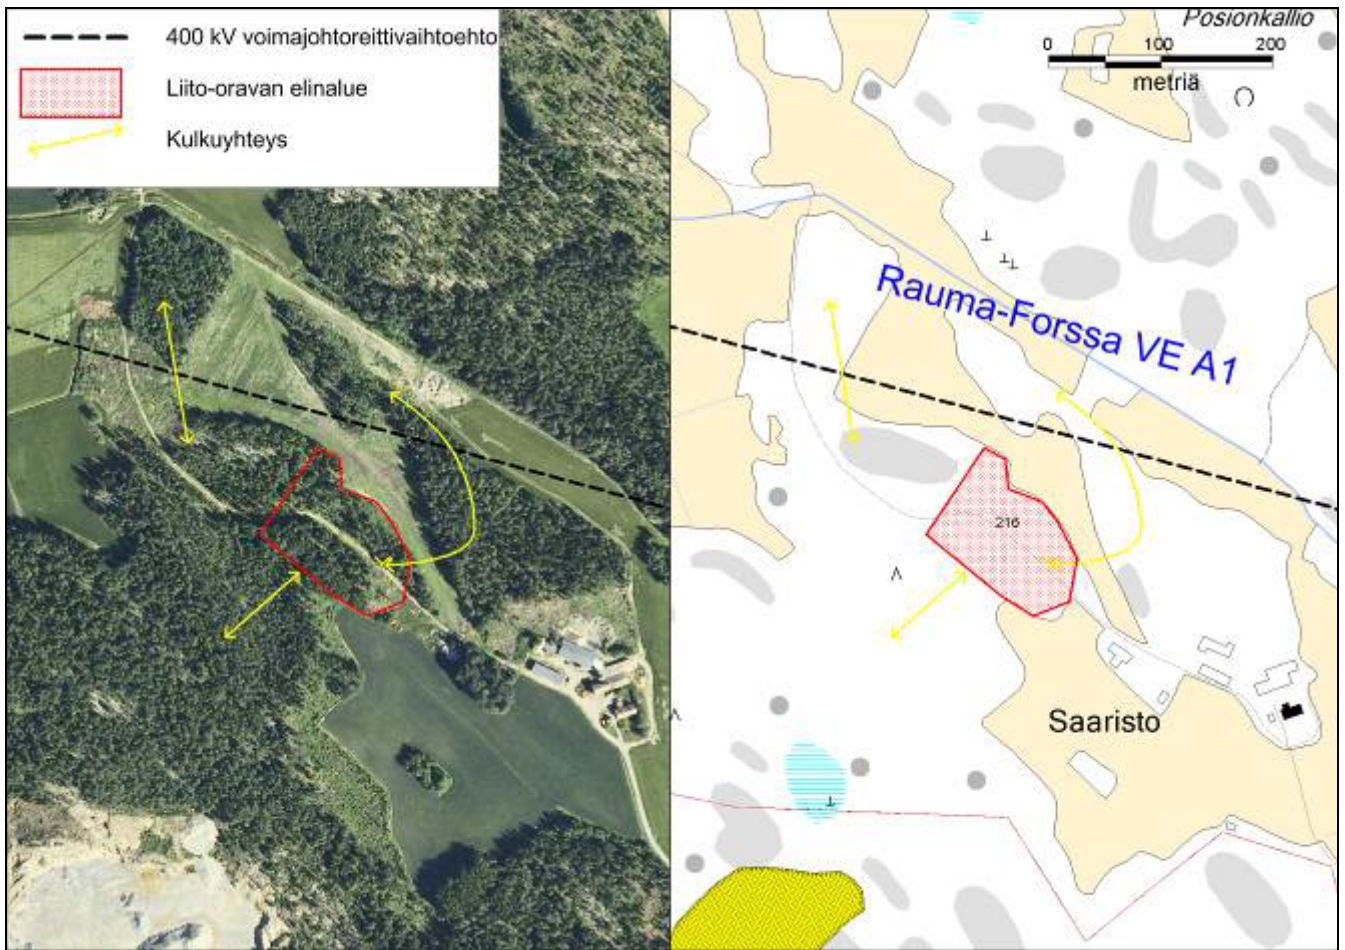 400 kV voimajohtoreittivaihtoehto
Liito-oravan elinalue
Kulkuyhteys
Posionkallio
0 100 200
metriä
Rauma-Forssa VE A1
216
Saaristo